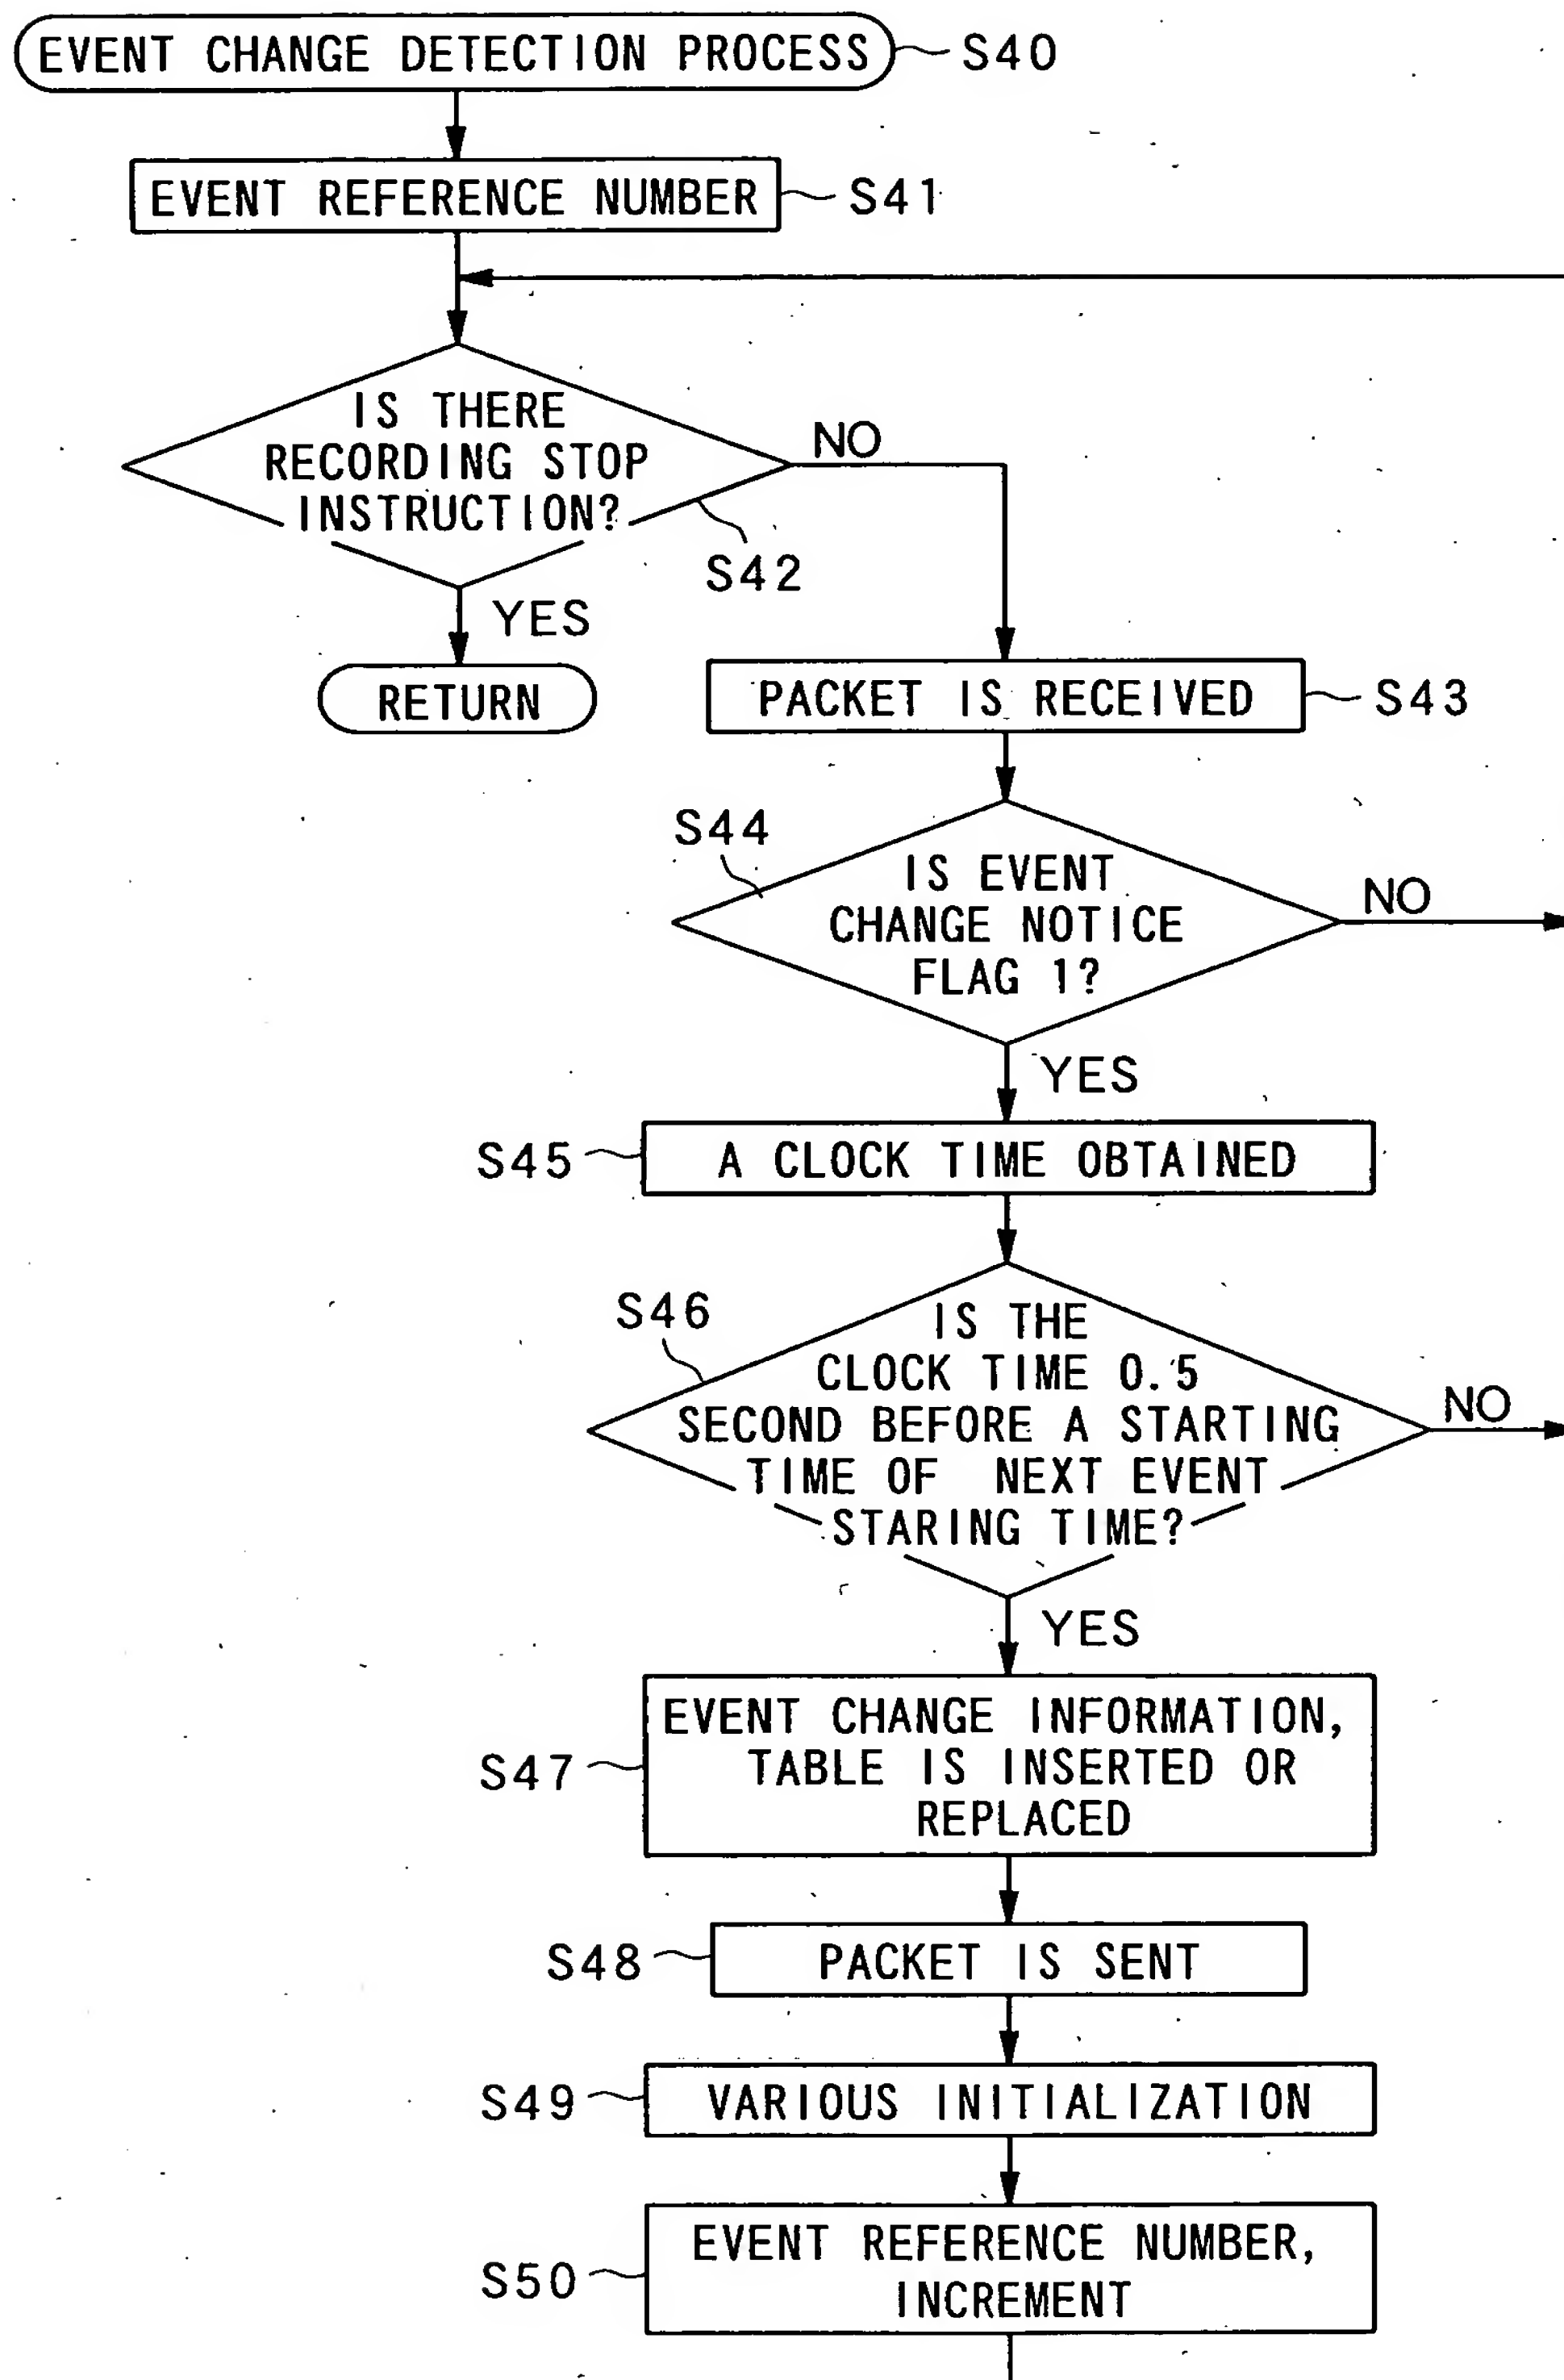 EVENT CHANGE DETECTION PROCESS S40
EVENT REFERENCE NUMBER S41
IS THERE
RECORDING STOP
INSTRUCTION?
NO
S42
YES
RETURN
PACKET IS RECEIVED S43
S44
IS EVENT
CHANGE NOTICE
FLAG 1?
NO
YES
S45 A CLOCK TIME OBTAINED
S46
IS THE
CLOCK TIME 0.5
SECOND BEFORE A STARTING
TIME OF NEXT EVENT
STARING TIME?
NO
YES
S47
EVENT CHANGE INFORMATION,
TABLE IS INSERTED OR
REPLACED
S48 PACKET IS SENT
S49 VARIOUS INITIALIZATION
S50
EVENT REFERENCE NUMBER,
INCREMENT